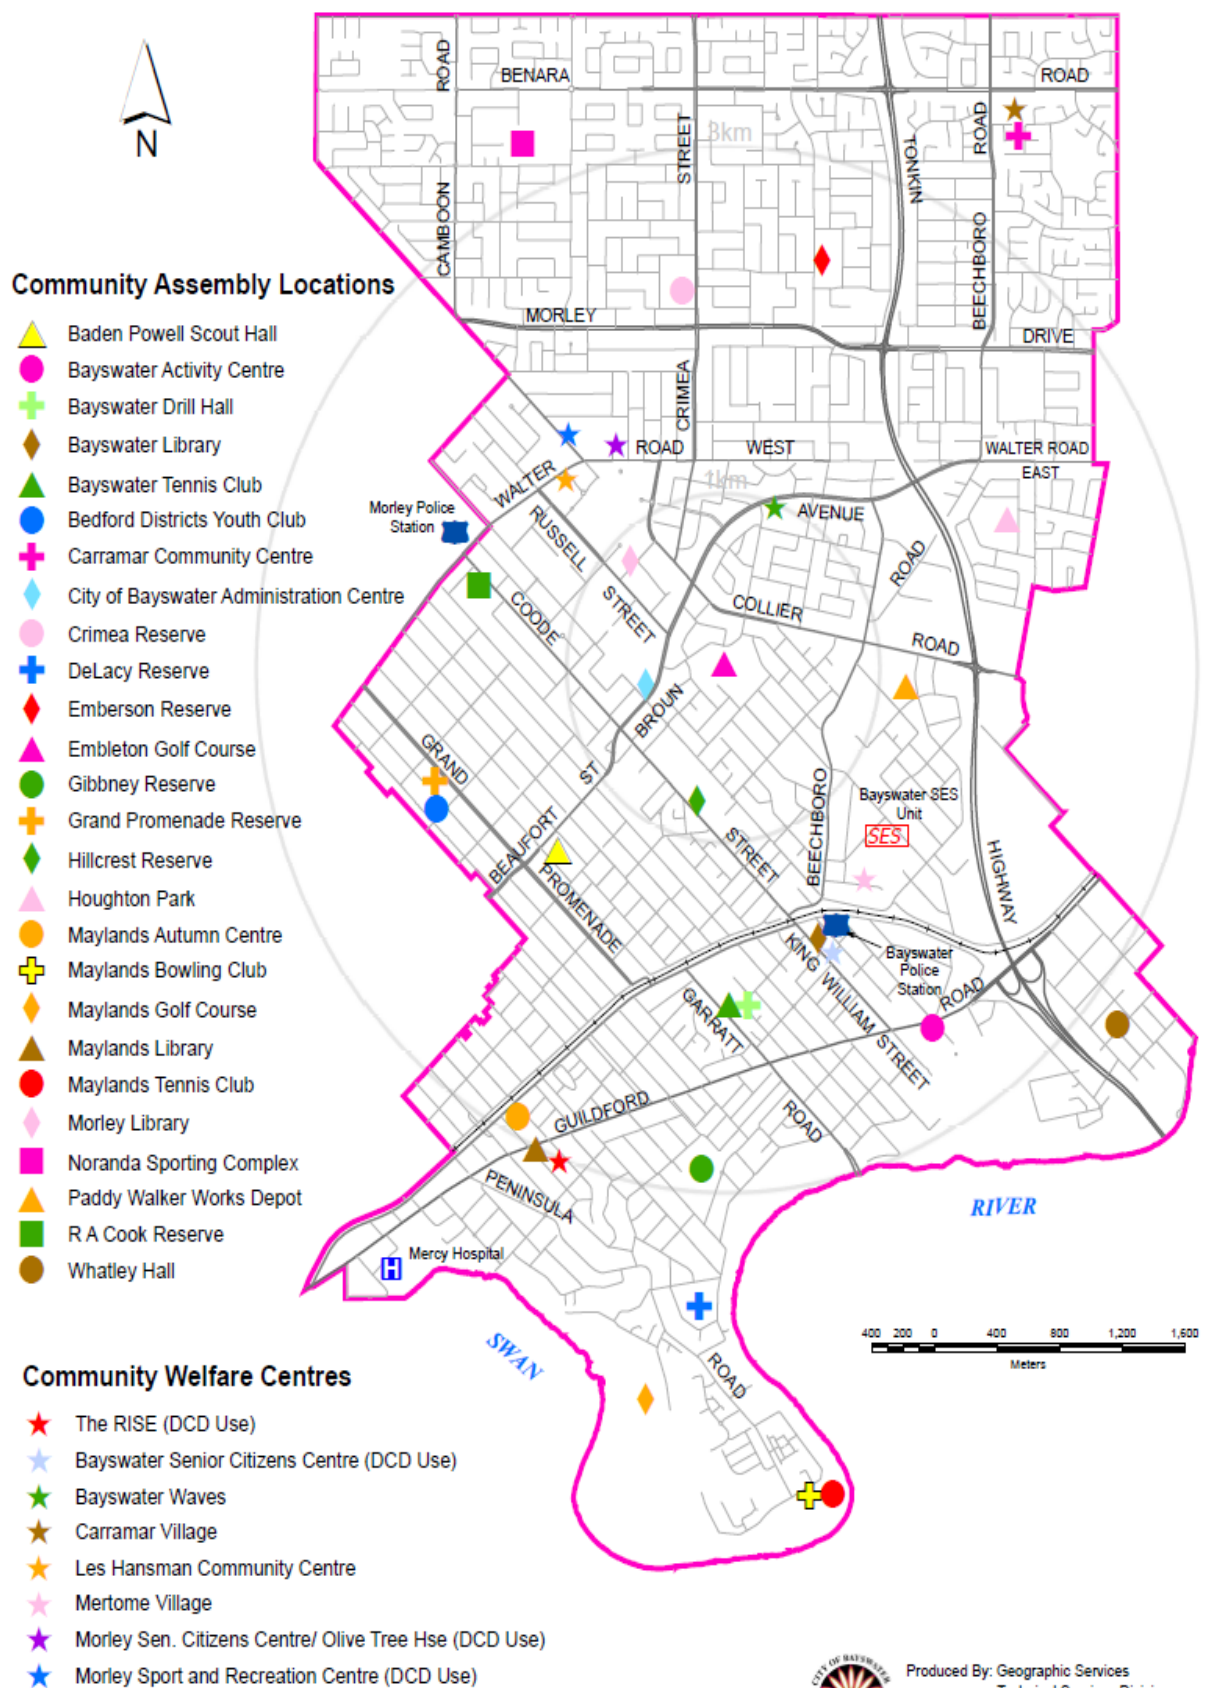 BENARA
ROAD
ROAD
3km
STREET
ROAD
TONKIN
CAMBOON
BEECHBORO
N
Community Assembly Locations
Baden Powell Scout Hall
Bayswater Activity Centre
Bayswater Drill Hall
Bayswater Library
Bayswater Tennis Club
Bedford Districts Youth Club
Carramar Community Centre
City of Bayswater Administration Centre
Crimea Reserve
DeLacy Reserve
Emberson Reserve
Embleton Golf Course
Gibbney Reserve
Grand Promenade Reserve
Hillcrest Reserve
Houghton Park
Maylands Autumn Centre
Maylands Bowling Club
Maylands Golf Course
Maylands Library
Maylands Tennis Club
Morley Library
Noranda Sporting Complex
Paddy Walker Works Depot
R A Cook Reserve
Whatley Hall
MORLEY
DRIVE
CRIMEA
ROAD
WEST
WALTER ROAD
EAST
WALTER
1km
Morley Police
Station
RUSSELL
STREET
AVENUE
ROAD
COODE
COLLIER
ROAD
BROUN
GRAND
ST
BEAUFORT
PROMENADE
STREET
BEECHBORO
Bayswater SES
Unit
SES
HIGHWAY
KING WILLIAM STREET
Bayswater
Police
Station
ROAD
GARRATT
ROAD
GUILDFORD
PENINSULA
RIVER
Mercy Hospital
H
SWAN
ROAD
400 200 0 400 800 1,200 1,600
Meters
Community Welfare Centres
The RISE (DCD Use)
Bayswater Senior Citizens Centre (DCD Use)
Bayswater Waves
Carramar Village
Les Hansman Community Centre
Mertome Village
Morley Sen. Citizens Centre/ Olive Tree Hse (DCD Use)
Morley Sport and Recreation Centre (DCD Use)
CITY OF BAYSWATER
Produced By: Geographic Services